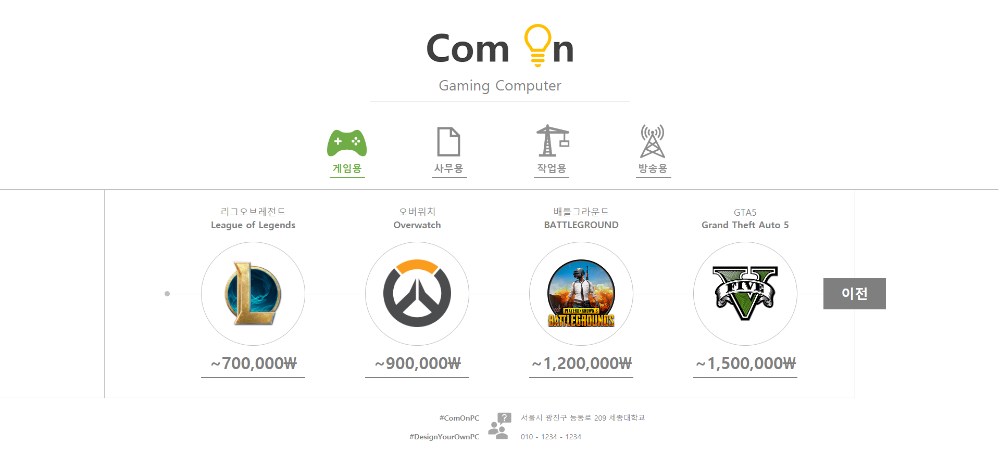 Com On
Gaming Computer
게임용
사무용
작업용
방송용
리그오브레전드
League of Legends
오버워치
Overwatch
배틀그라운드
BATTLEGROUND
GTA5
Grand Theft Auto 5
PLAYERUNKNOWN'S
BATTLEGROUNDS
FIVE
이전
~700,000₩
~900,000₩
~1,200,000₩
~1,500,000₩
#ComOnPC
서울시 광진구 능동로 209 세종대학교
#DesignYourOwnPC
010 - 1234 - 1234